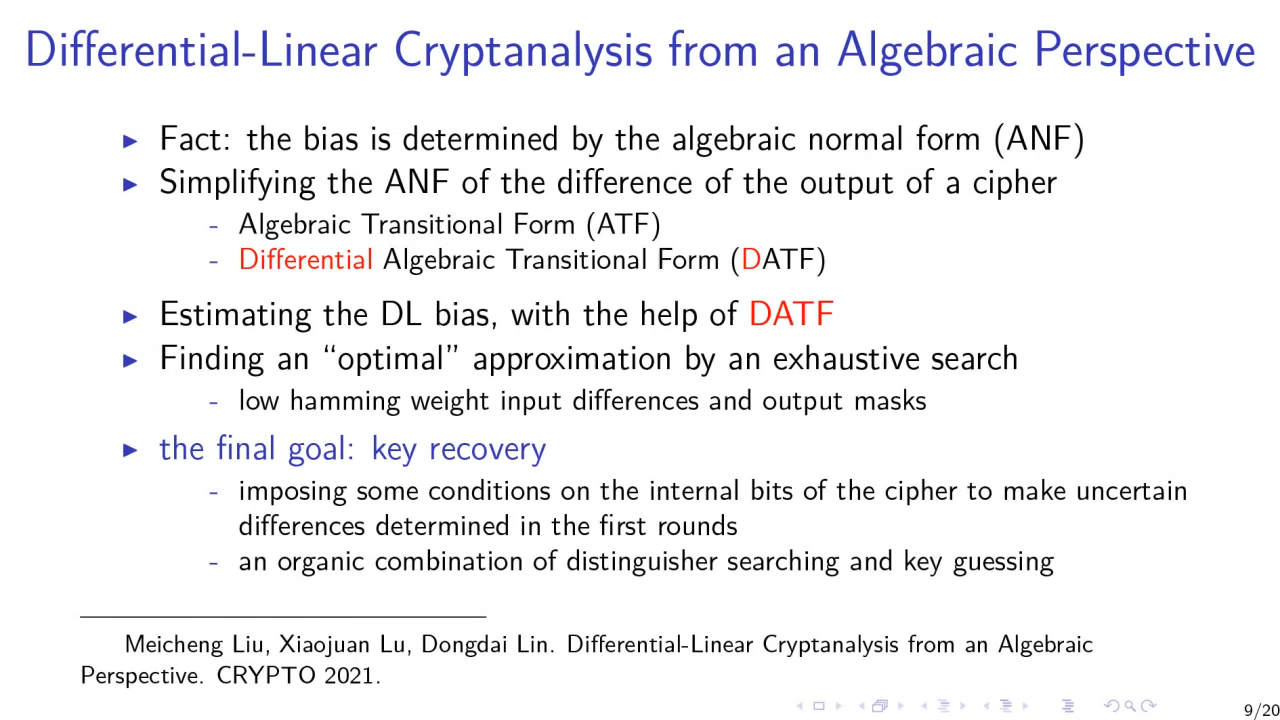 Differential-Linear Cryptanalysis from an Algebraic Perspective
▶ Fact: the bias is determined by the algebraic normal form (ANF)
▶ Simplifying the ANF of the difference of the output of a cipher
- Algebraic Transitional Form (ATF)
- Differential Algebraic Transitional Form (DATF)
▶ Estimating the DL bias, with the help of DATF
▶ Finding an “optimal” approximation by an exhaustive search
- low hamming weight input differences and output masks
▶ the final goal: key recovery
- imposing some conditions on the internal bits of the cipher to make uncertain
differences determined in the first rounds
- an organic combination of distinguisher searching and key guessing
Meicheng Liu, Xiaojuan Lu, Dongdai Lin. Differential-Linear Cryptanalysis from an Algebraic
Perspective. CRYPTO 2021.
9/20